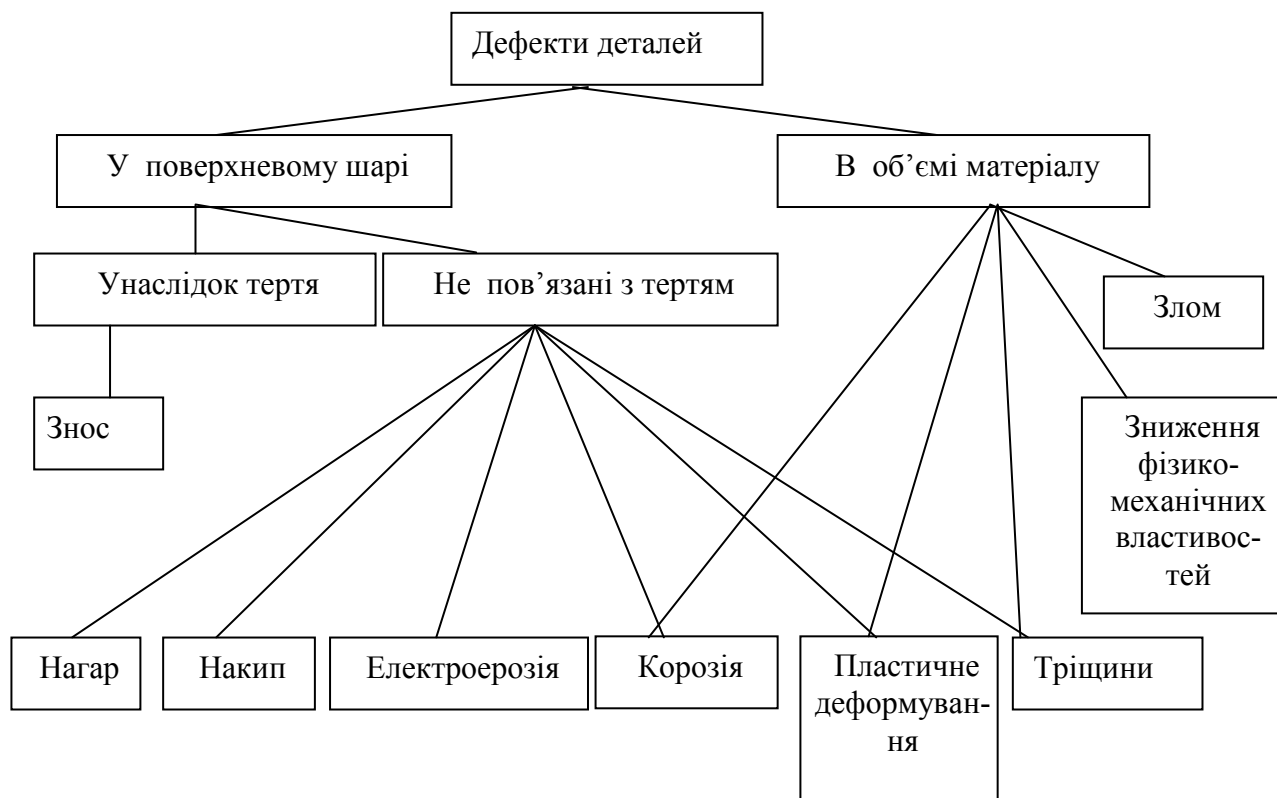 Дефекти деталей
У поверхневому шарі
В об’ємі матеріалу
Унаслідок тертя
Не пов’язані з тертям
Злом
Знос
Зниження
фізико-
механічних
властивос-
тей
Нагар
Накип
Електроерозія
Корозія
Пластичне
деформуван-
ня
Тріщини